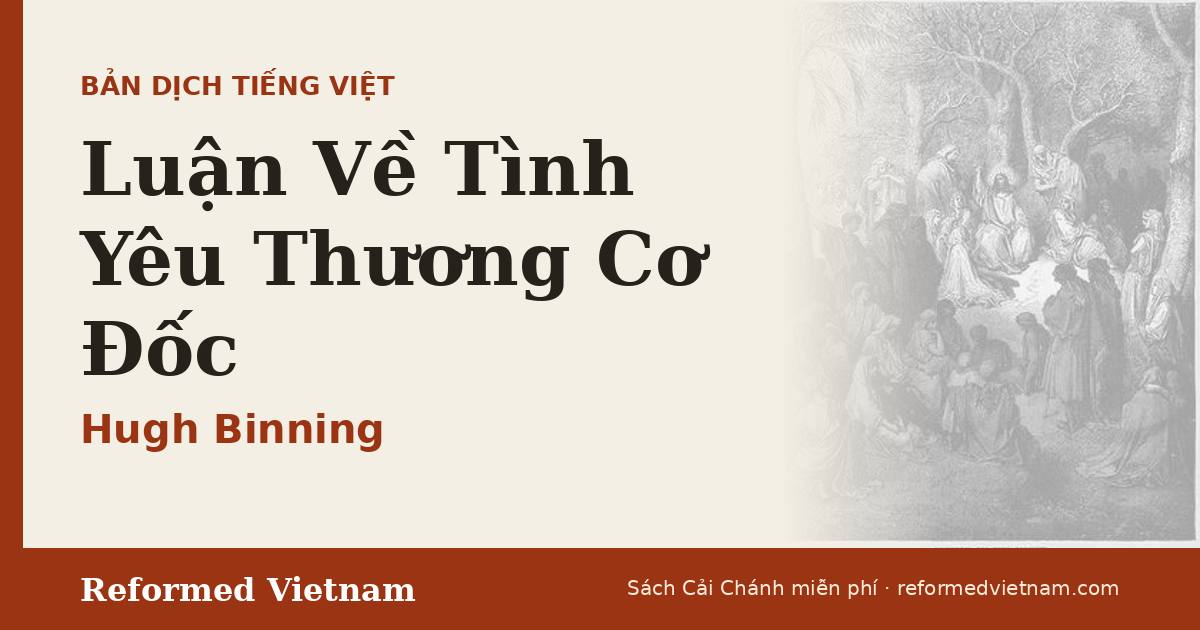 BẢN DỊCH TIẾNG VIỆT
Luận Về Tình
Yêu Thương Cơ
Đốc
Hugh Binning
Reformed Vietnam
Sách Cải Chánh miễn phí · reformedvietnam.com